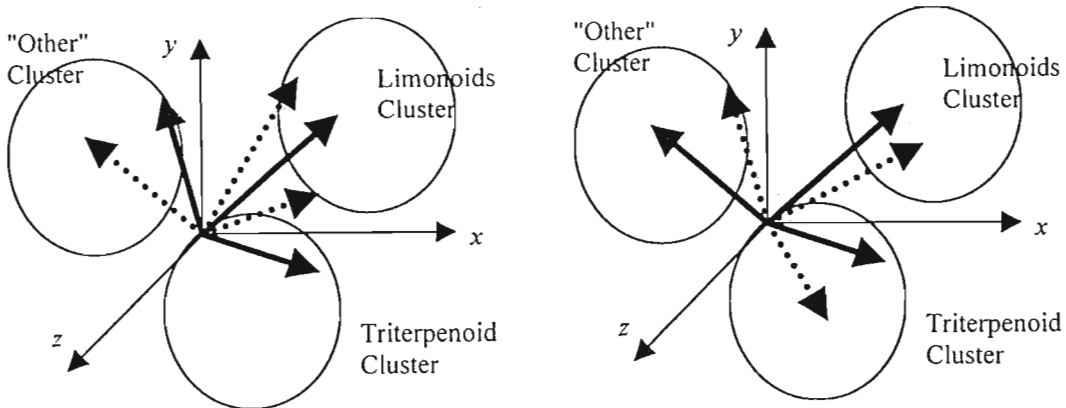 "Other"
Cluster
y
Limonoids
Cluster
x
z
Triterpenoid
Cluster
"Other"
Cluster
y
Limonoids
Cluster
x
z
Triterpenoid
Cluster